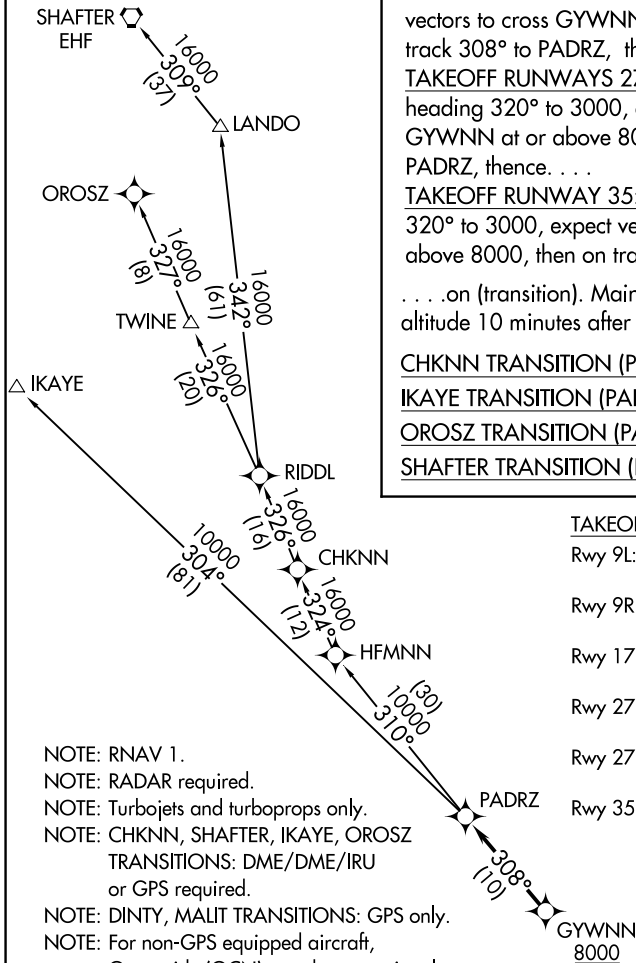 SHAFTER
EHF
16000
309°
(37)
LANDO
OROSZ
16000
327°
(8)
16000
342°
(61)
TWINE
16000
326°
(20)
IKAYE
RIDDL
16000
326°
(16)
CHKNN
10000
304°
(81)
16000
324°
(12)
HFMNN
(30)
10000
310°
PADRZ
308°
(10)
GYWNN
8000
vectors to cross GYWNN
track 308° to PADRZ, th
TAKEOFF RUNWAYS 27
heading 320° to 3000,
GYWNN at or above 80
PADRZ, thence. . . .
TAKEOFF RUNWAY 35:
320° to 3000, expect ve
above 8000, then on tra
. . . .on (transition). Main
altitude 10 minutes after
CHKNN TRANSITION (P
IKAYE TRANSITION (PA
OROSZ TRANSITION (PA
SHAFTER TRANSITION (
TAKEO
Rwy 9L:
Rwy 9R
Rwy 17
Rwy 27
Rwy 27
Rwy 35
NOTE: RNAV 1.
NOTE: RADAR required.
NOTE: Turbojets and turboprops only.
NOTE: CHKNN, SHAFTER, IKAYE, OROSZ
TRANSITIONS: DME/DME/IRU
or GPS required.
NOTE: DINTY, MALIT TRANSITIONS: GPS only.
NOTE: For non-GPS equipped aircraft,